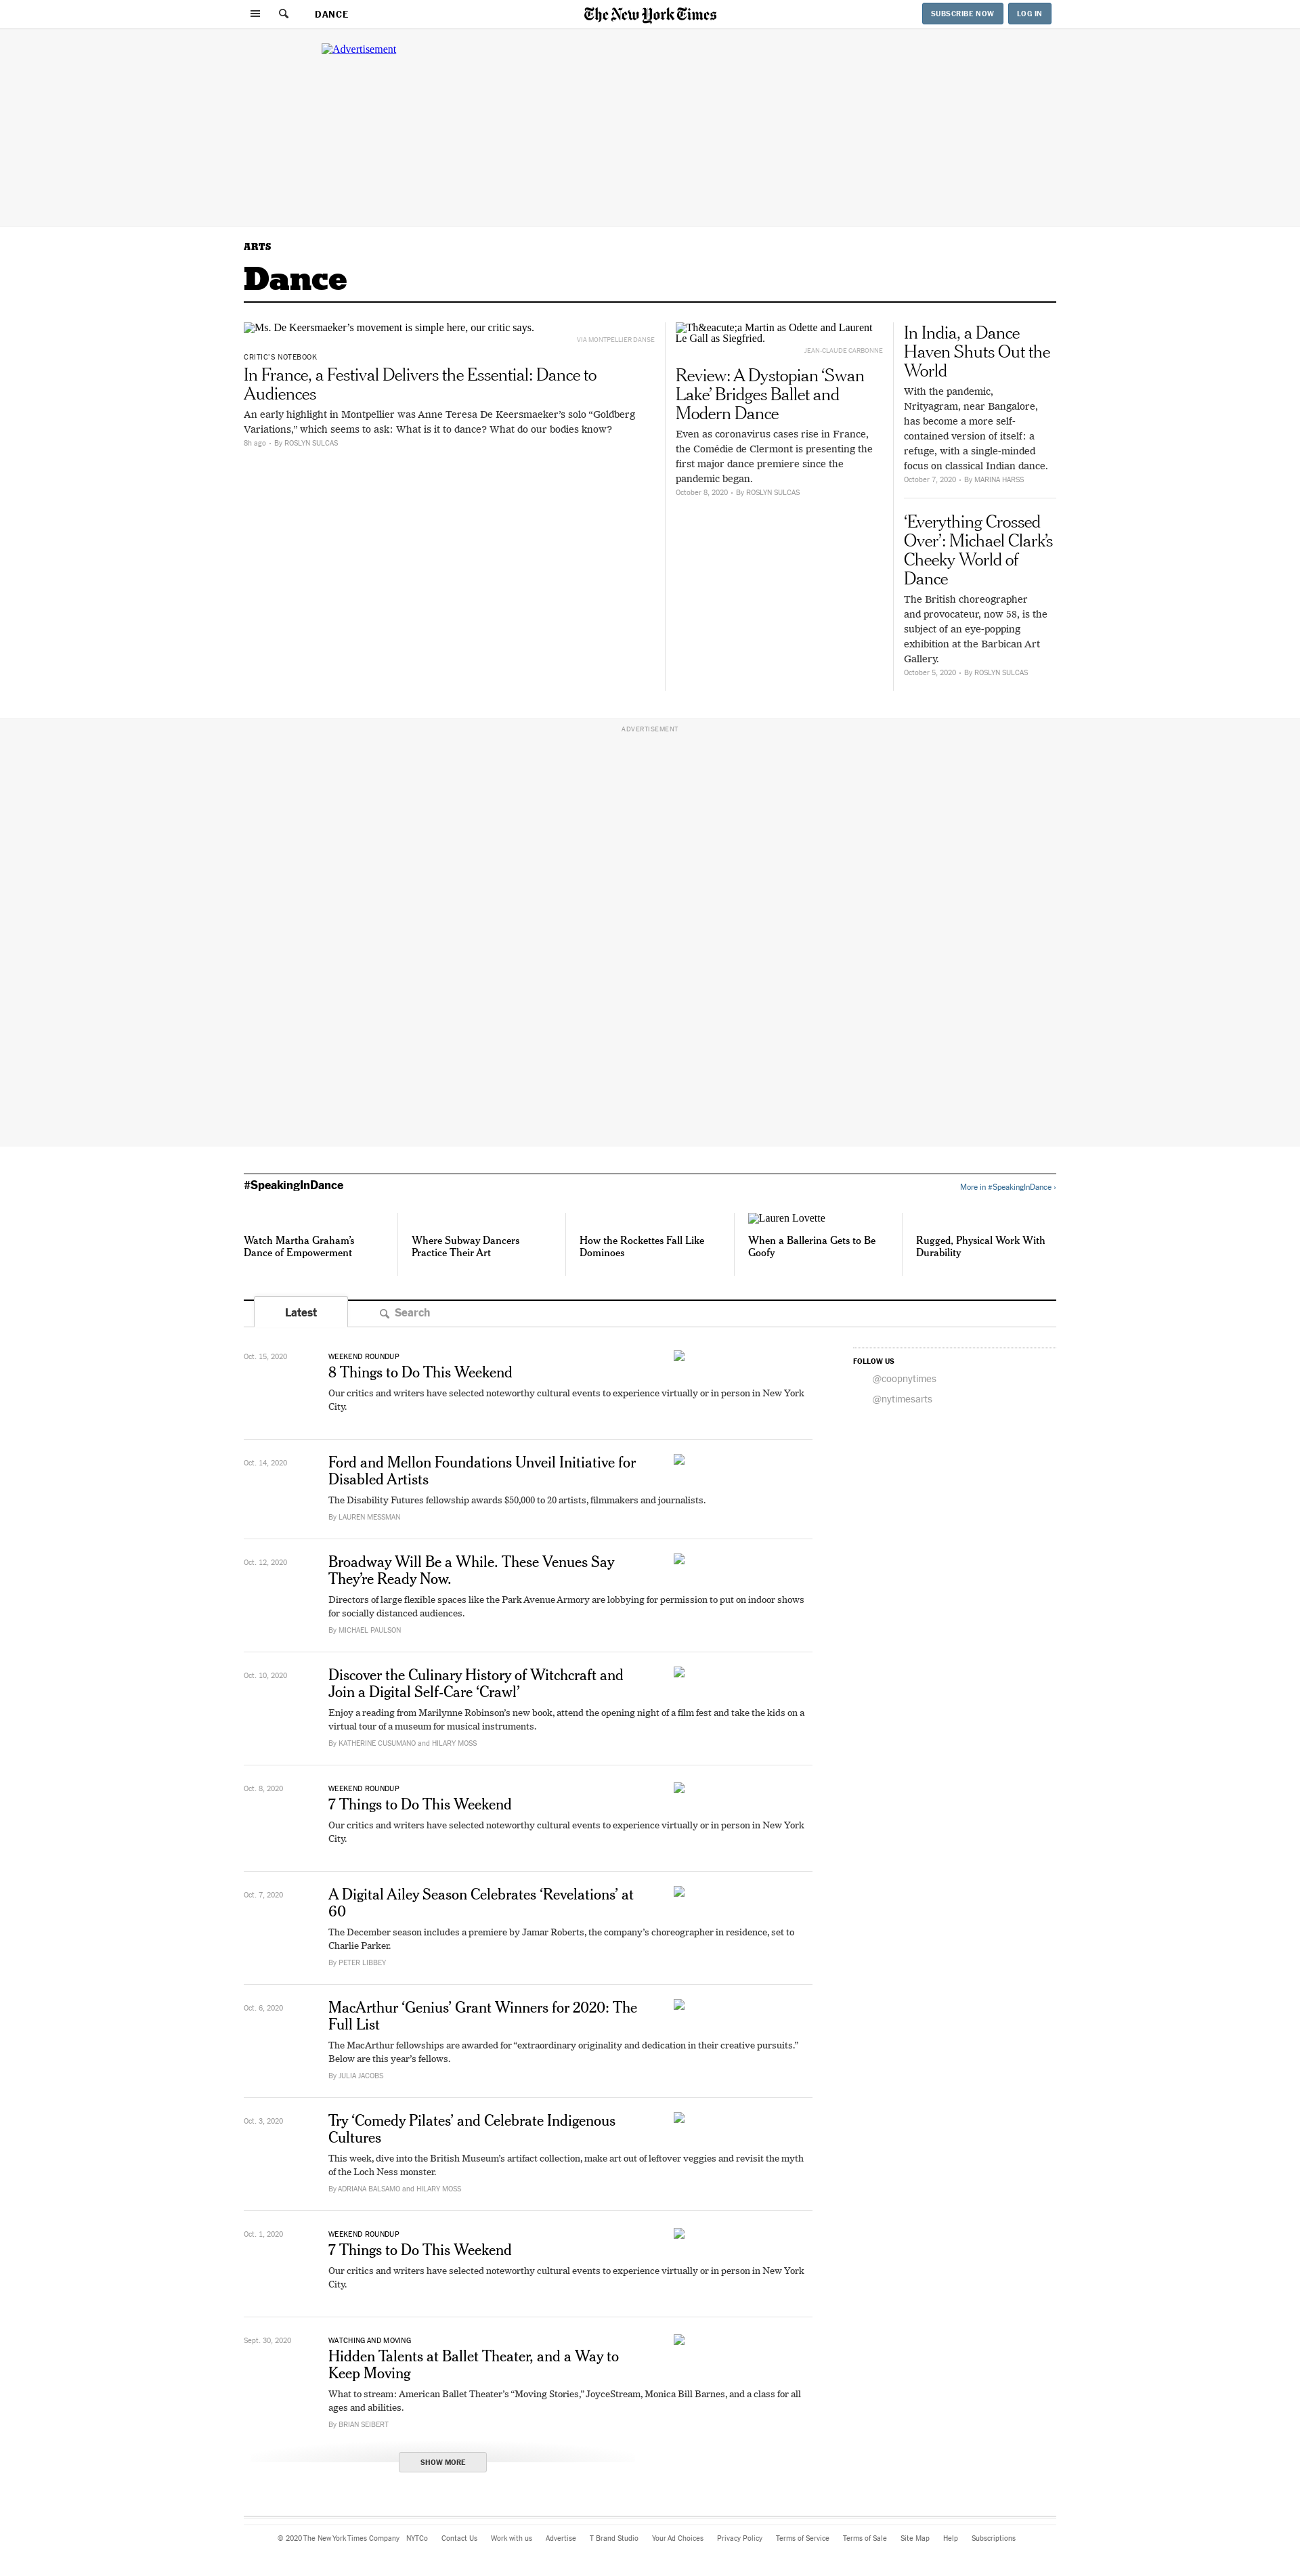 DANCE
The New York Times
SUBSCRIBE NOW
LOG IN
Advertisement
ARTS
Dance
Ms. De Keersmaeker’s movement is simple here, our critic says.
VIA MONTPELLIER DANSE
CRITIC’S NOTEBOOK
In France, a Festival Delivers the Essential: Dance to
Audiences
An early highlight in Montpellier was Anne Teresa De Keersmaeker’s solo “Goldberg
Variations,” which seems to ask: What is it to dance? What do our bodies know?
8h ago • By ROSLYN SULCAS
Th&eacute;a Martin as Odette and Laurent
Le Gall as Siegfried.
JEAN-CLAUDE CARBONNE
Review: A Dystopian ‘Swan
Lake’ Bridges Ballet and
Modern Dance
Even as coronavirus cases rise in France,
the Comédie de Clermont is presenting the
first major dance premiere since the
pandemic began.
October 8, 2020 • By ROSLYN SULCAS
In India, a Dance
Haven Shuts Out the
World
With the pandemic,
Nrityagram, near Bangalore,
has become a more self-
contained version of itself: a
refuge, with a single-minded
focus on classical Indian dance.
October 7, 2020 • By MARINA HARSS
‘Everything Crossed
Over’: Michael Clark’s
Cheeky World of
Dance
The British choreographer
and provocateur, now 58, is the
subject of an eye-popping
exhibition at the Barbican Art
Gallery.
October 5, 2020 • By ROSLYN SULCAS
ADVERTISEMENT
#SpeakingInDance
More in #SpeakingInDance ›
Watch Martha Graham’s
Dance of Empowerment
Where Subway Dancers
Practice Their Art
How the Rockettes Fall Like
Dominoes
Lauren Lovette
When a Ballerina Gets to Be
Goofy
Rugged, Physical Work With
Durability
Latest
Search
Oct. 15, 2020
WEEKEND ROUNDUP
8 Things to Do This Weekend
Our critics and writers have selected noteworthy cultural events to experience virtually or in person in New York
City.
FOLLOW US
@coopnytimes
@nytimesarts
Oct. 14, 2020
Ford and Mellon Foundations Unveil Initiative for
Disabled Artists
The Disability Futures fellowship awards $50,000 to 20 artists, filmmakers and journalists.
By LAUREN MESSMAN
Oct. 12, 2020
Broadway Will Be a While. These Venues Say
They’re Ready Now.
Directors of large flexible spaces like the Park Avenue Armory are lobbying for permission to put on indoor shows
for socially distanced audiences.
By MICHAEL PAULSON
Oct. 10, 2020
Discover the Culinary History of Witchcraft and
Join a Digital Self-Care ‘Crawl’
Enjoy a reading from Marilynne Robinson’s new book, attend the opening night of a film fest and take the kids on a
virtual tour of a museum for musical instruments.
By KATHERINE CUSUMANO and HILARY MOSS
Oct. 8, 2020
WEEKEND ROUNDUP
7 Things to Do This Weekend
Our critics and writers have selected noteworthy cultural events to experience virtually or in person in New York
City.
Oct. 7, 2020
A Digital Ailey Season Celebrates ‘Revelations’ at
60
The December season includes a premiere by Jamar Roberts, the company’s choreographer in residence, set to
Charlie Parker.
By PETER LIBBEY
Oct. 6, 2020
MacArthur ‘Genius’ Grant Winners for 2020: The
Full List
The MacArthur fellowships are awarded for “extraordinary originality and dedication in their creative pursuits.”
Below are this year’s fellows.
By JULIA JACOBS
Oct. 3, 2020
Try ‘Comedy Pilates’ and Celebrate Indigenous
Cultures
This week, dive into the British Museum’s artifact collection, make art out of leftover veggies and revisit the myth
of the Loch Ness monster.
By ADRIANA BALSAMO and HILARY MOSS
Oct. 1, 2020
WEEKEND ROUNDUP
7 Things to Do This Weekend
Our critics and writers have selected noteworthy cultural events to experience virtually or in person in New York
City.
Sept. 30, 2020
WATCHING AND MOVING
Hidden Talents at Ballet Theater, and a Way to
Keep Moving
What to stream: American Ballet Theater’s “Moving Stories,” JoyceStream, Monica Bill Barnes, and a class for all
ages and abilities.
By BRIAN SEIBERT
SHOW MORE
© 2020 The New York Times Company NYTCo Contact Us Work with us Advertise T Brand Studio Your Ad Choices Privacy Policy Terms of Service Terms of Sale Site Map Help Subscriptions